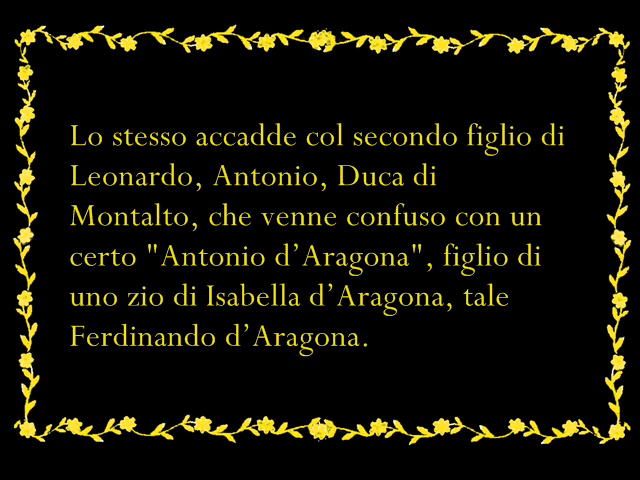 Lo stesso accadde col secondo figlio di
Leonardo, Antonio, Duca di
Montalto, che venne confuso con un
certo "Antonio d’Aragona", figlio di
uno zio di Isabella d’Aragona, tale
Ferdinando d’Aragona.